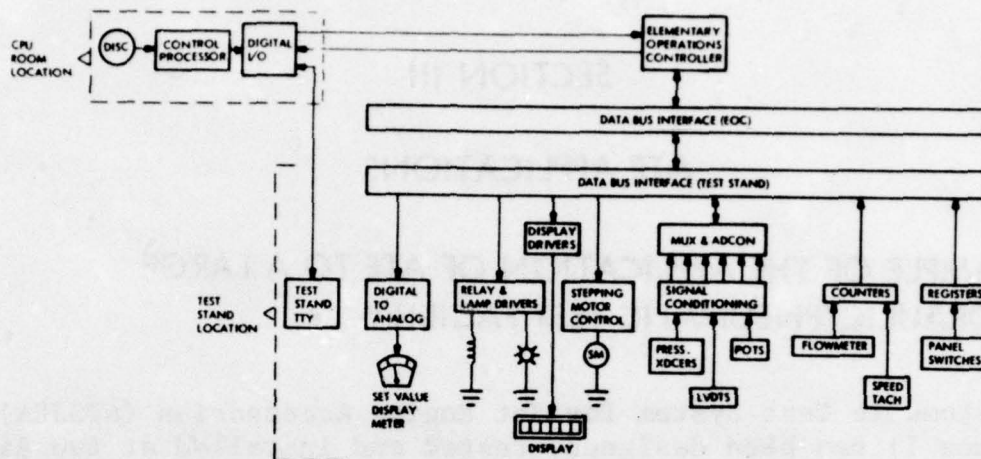 CPU
ROOM
LOCATION
DISC
CONTROL
PROCESSOR
DIGITAL
I/O
ELEMENTARY
OPERATIONS
CONTROLLER
DATA BUS INTERFACE (EOC)
DATA BUS INTERFACE (TEST STAND)
DISPLAY
DRIVERS
MUX & ADCON
TEST
STAND
LOCATION
TEST
STAND
TTY
DIGITAL
TO
ANALOG
RELAY &
LAMP DRIVERS
STEPPING
MOTOR
CONTROL
SIGNAL
CONDITIONING
COUNTERS
REGISTERS
SM
PRESS.
XDCERS
POTS
LVDTS
FLOWMETER
SPEED
TACH
PANEL
SWITCHES
SET VALUE
DISPLAY
METER
DISPLAY